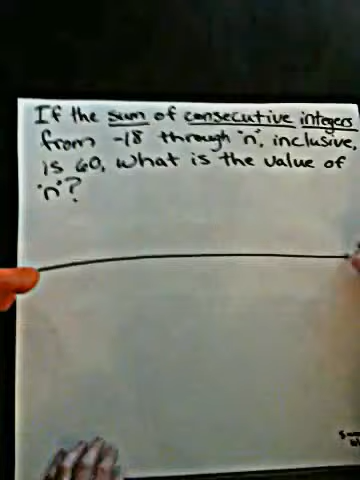 If the sum of consecutive integers
from -18 through "n", inclusive,
is 60, what is the value of
"n"?